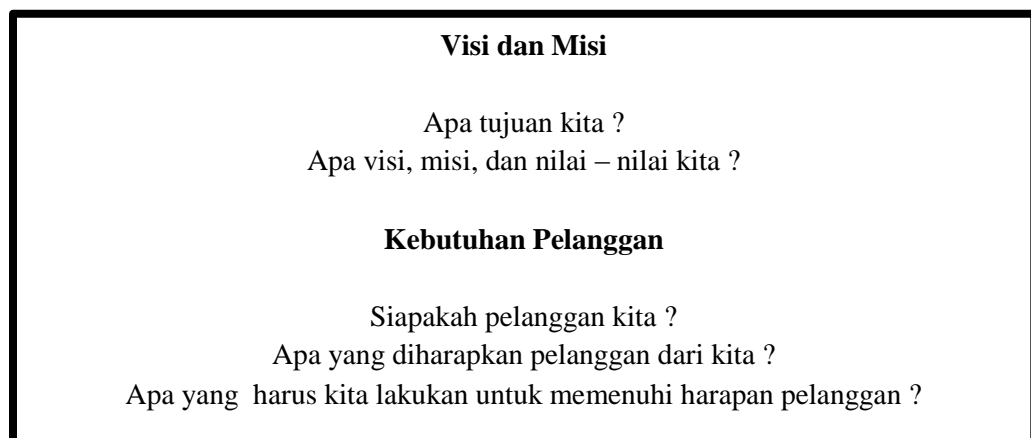 Visi dan Misi
Apa tujuan kita ?
Apa visi, misi, dan nilai – nilai kita ?
Kebutuhan Pelanggan
Siapakah pelanggan kita ?
Apa yang diharapkan pelanggan dari kita ?
Apa yang  harus kita lakukan untuk memenuhi harapan pelanggan ?